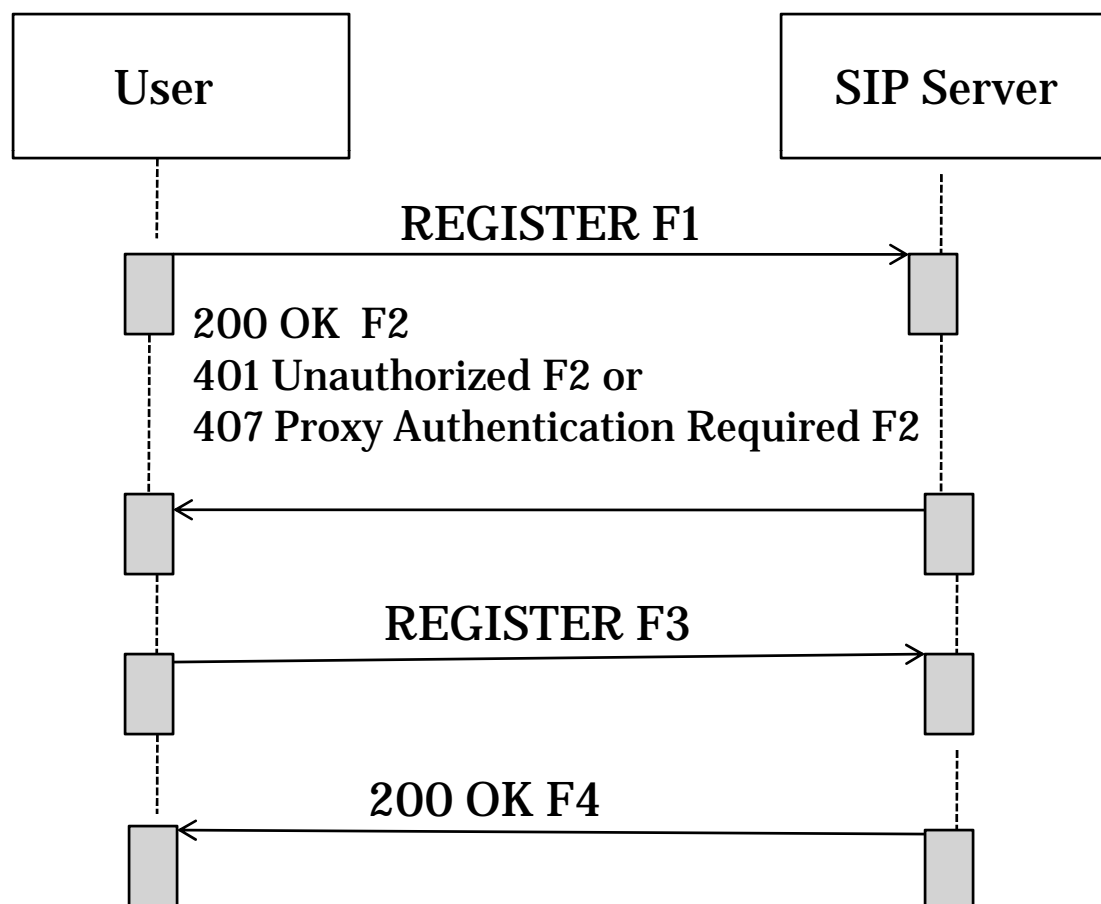 User
SIP Server
REGISTER F1
200 OK F2
401 Unauthorized F2 or
407 Proxy Authentication Required F2
REGISTER F3
200 OK F4